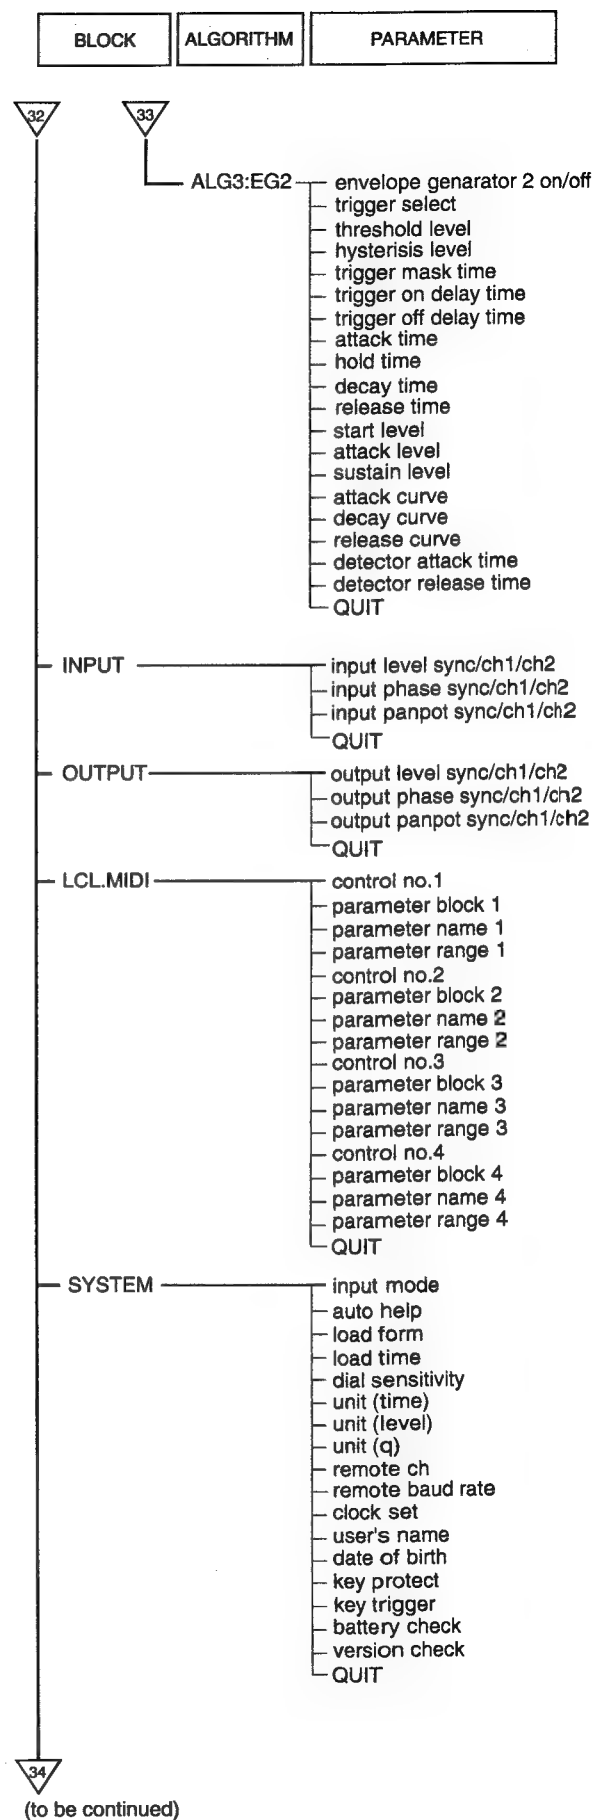 BLOCK ALGORITHM PARAMETER
32 33
ALG3:EG2 envelope genarator 2 on/off
trigger select
threshold level
hysterisis level
trigger mask time
trigger on delay time
trigger off delay time
attack time
hold time
decay time
release time
start level
attack level
sustain level
attack curve
decay curve
release curve
detector attack time
detector release time
QUIT
INPUT input level sync/ch1/ch2
input phase sync/ch1/ch2
input panpot sync/ch1/ch2
QUIT
OUTPUT output level sync/ch1/ch2
output phase sync/ch1/ch2
output panpot sync/ch1/ch2
QUIT
LCL.MIDI control no.1
parameter block 1
parameter name 1
parameter range 1
control no.2
parameter block 2
parameter name 2
parameter range 2
control no.3
parameter block 3
parameter name 3
parameter range 3
control no.4
parameter block 4
parameter name 4
parameter range 4
QUIT
SYSTEM input mode
auto help
load form
load time
dial sensitivity
unit (time)
unit (level)
unit (q)
remote ch
remote baud rate
clock set
user's name
date of birth
key protect
key trigger
battery check
version check
QUIT
34
(to be continued)